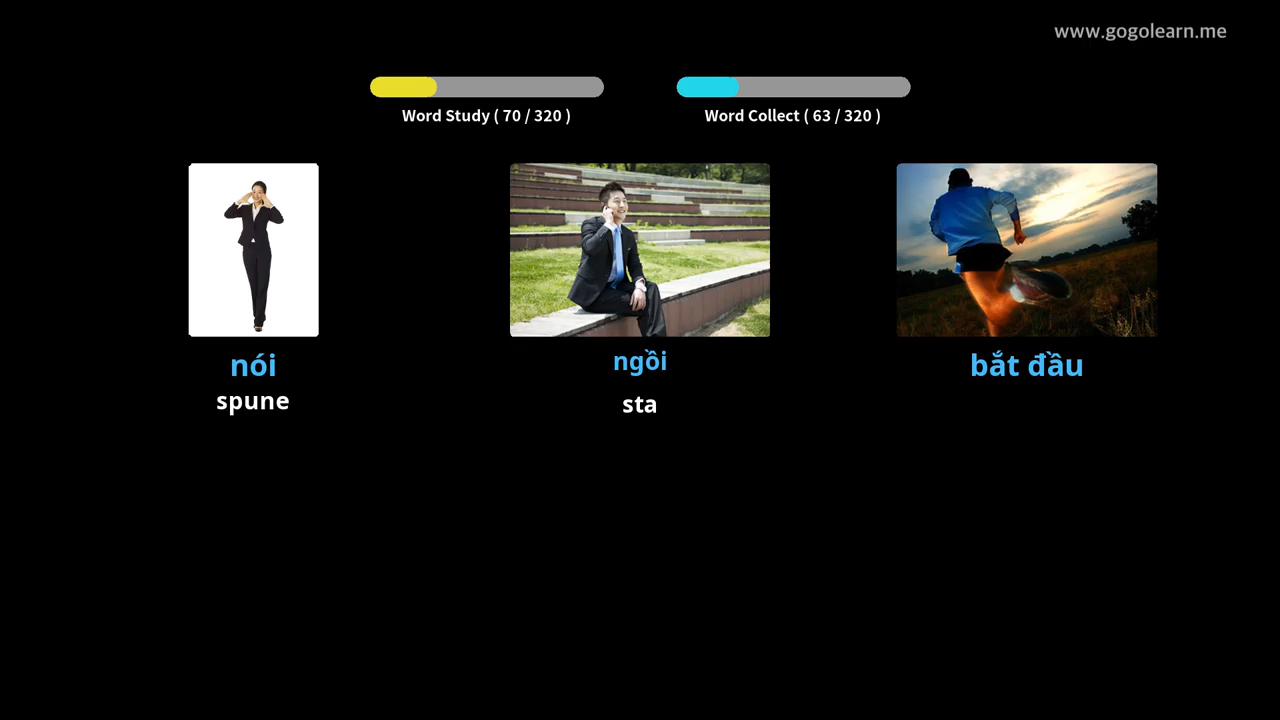 www.gogolearn.me
Word Study ( 70 / 320 )
Word Collect ( 63 / 320 )
nói
spune
ngồi
sta
bắt đầu